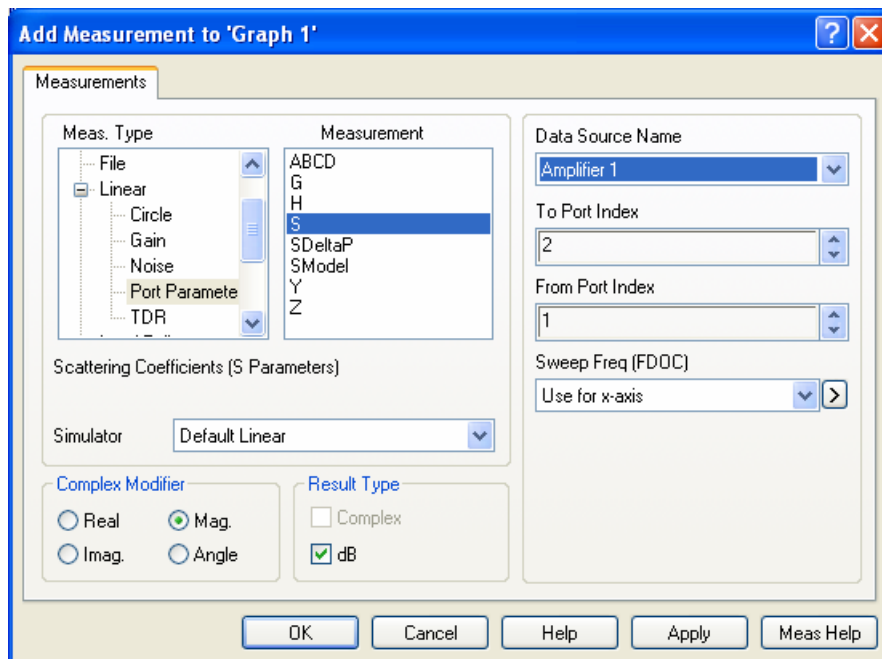 Add Measurement to 'Graph 1'
Measurements
Meas. Type
File
Linear
Circle
Gain
Noise
Port Paramete
TDR
Measurement
ABCD
G
H
S
SDeltaP
SModel
Y
Z
Scattering Coefficients (S Parameters)
Simulator
Default Linear
Complex Modifier
Real
Mag.
Imag.
Angle
Result Type
Complex
dB
Data Source Name
Amplifier 1
To Port Index
2
From Port Index
1
Sweep Freq (FDOC)
Use for x-axis
OK
Cancel
Help
Apply
Meas Help